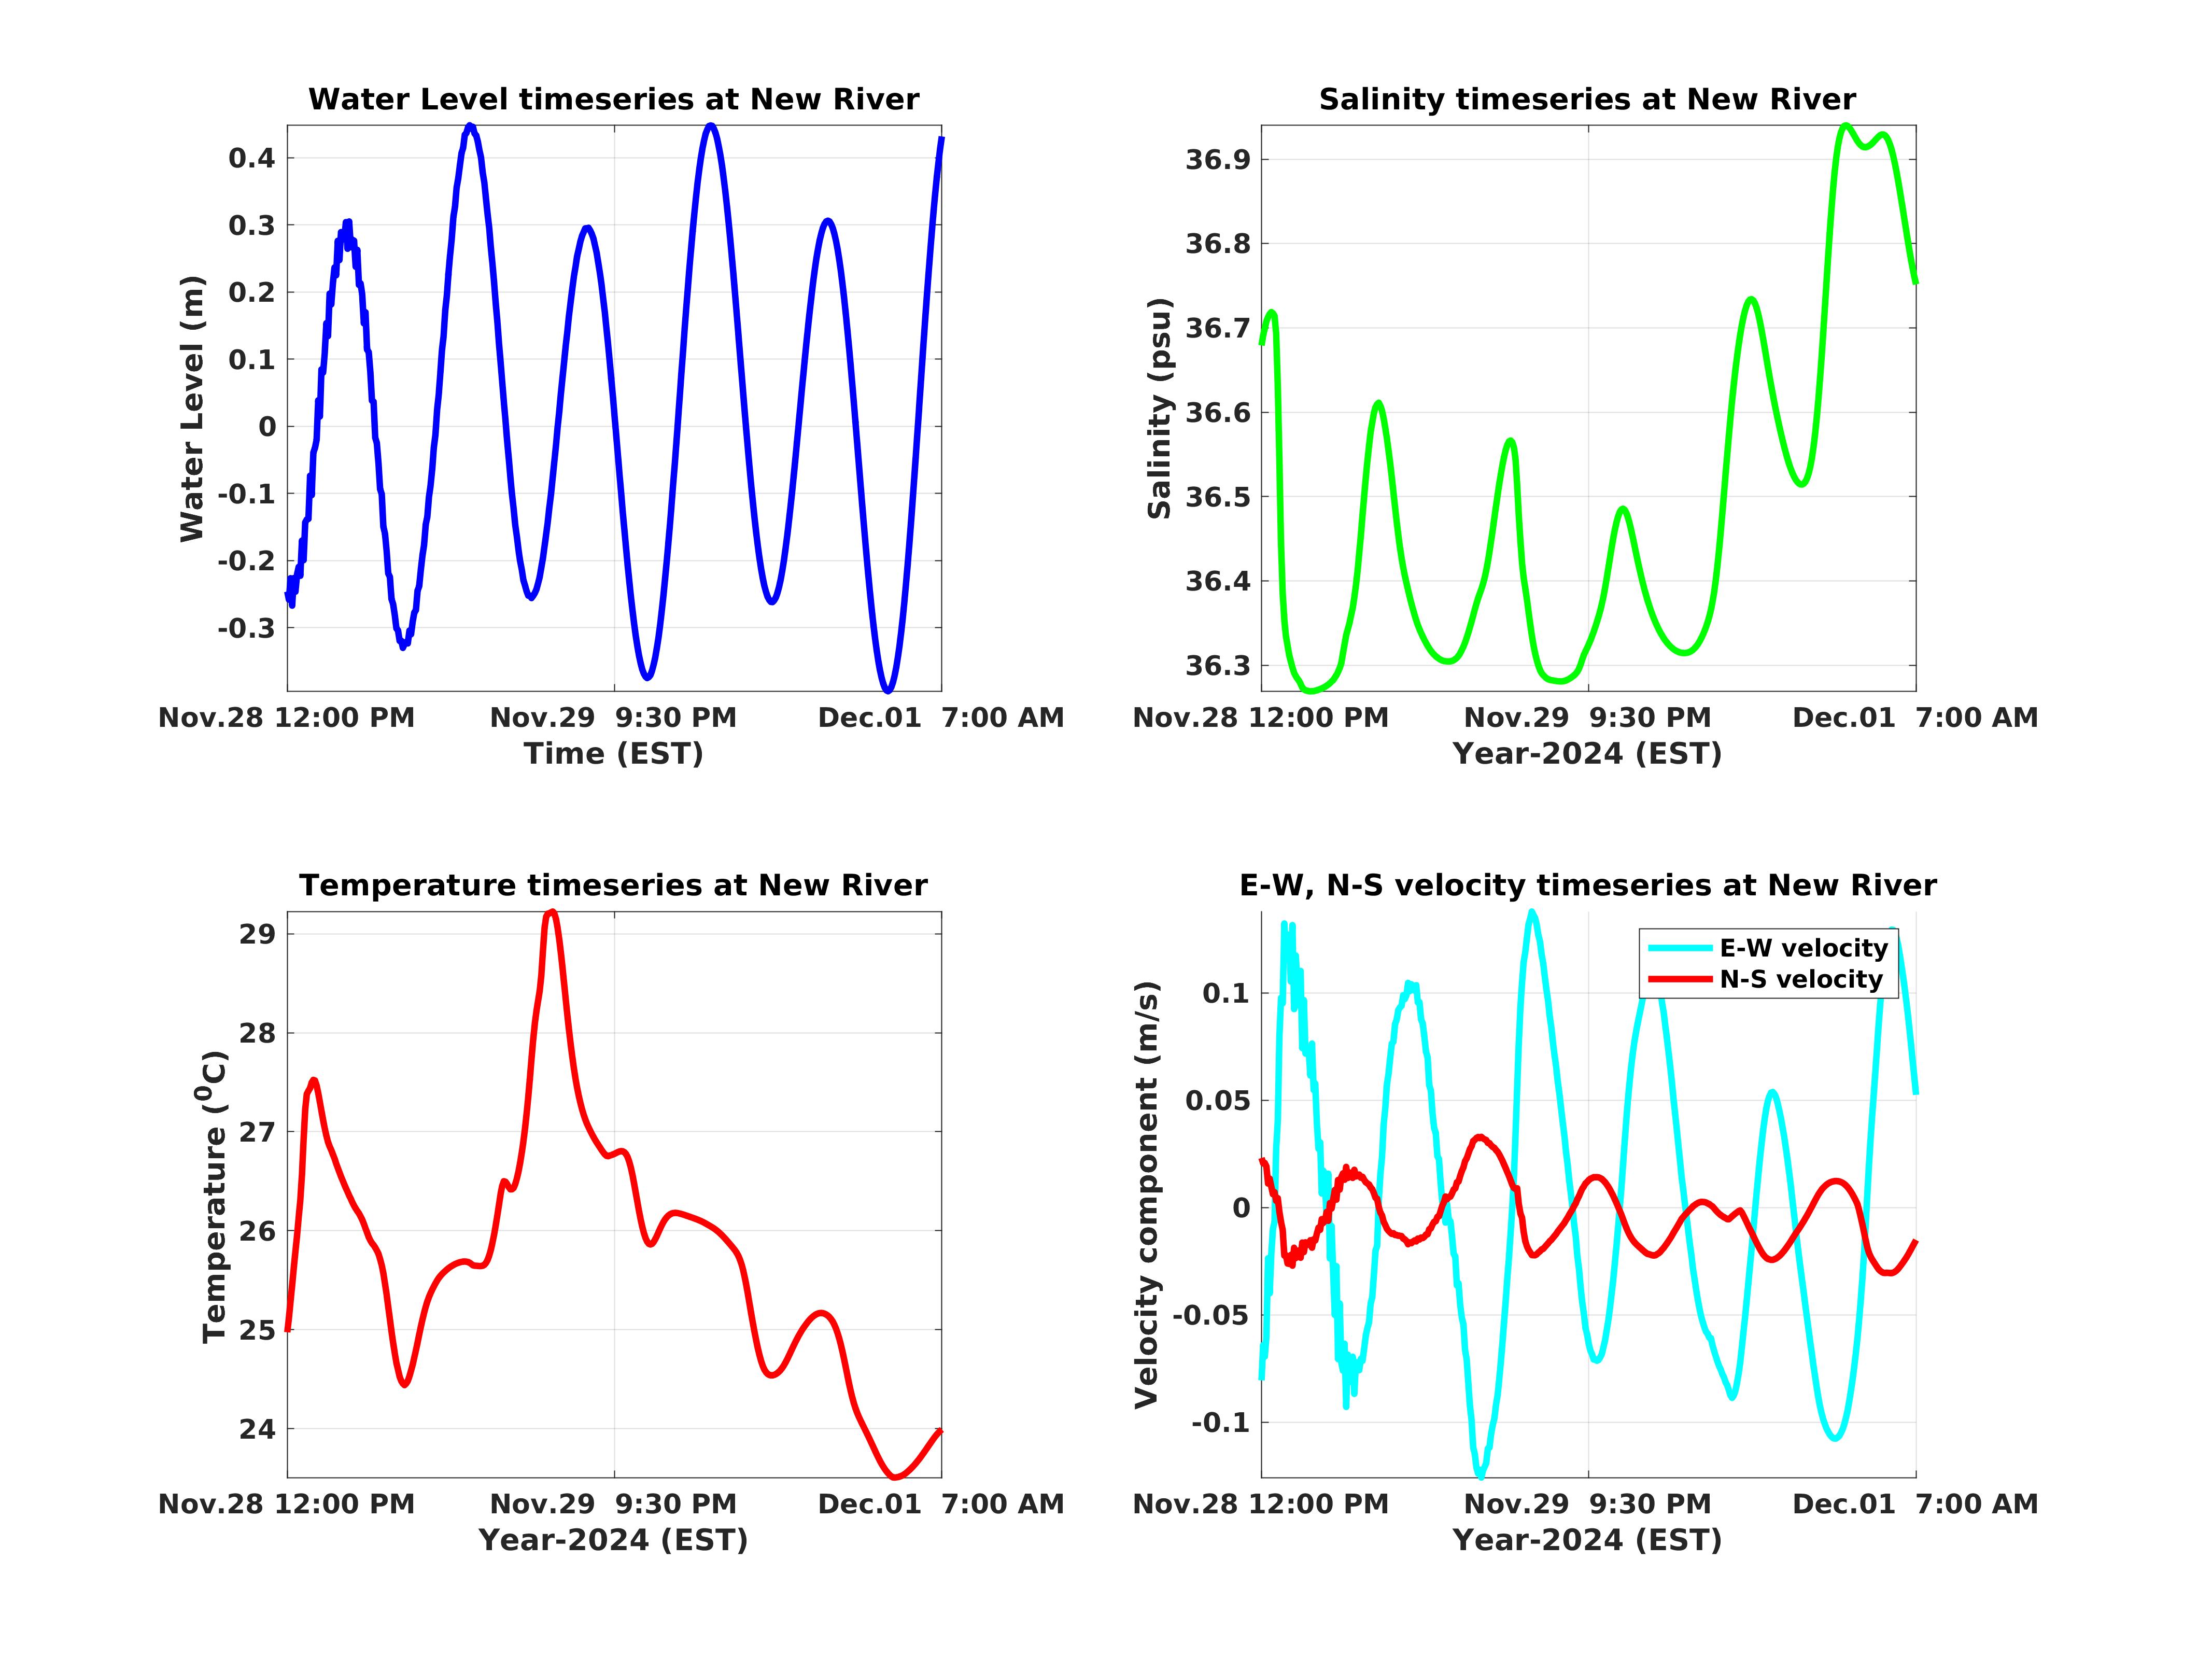 Water Level timeseries at New River
0.4
0.3
0.2
0.1
0
-0.1
-0.2
-0.3
Water Level (m)
Nov.28 12:00 PM Nov.29 9:30 PM Dec.01 7:00 AM
Time (EST)
Salinity timeseries at New River
36.9
36.8
36.7
36.6
36.5
36.4
36.3
Salinity (psu)
Nov.28 12:00 PM Nov.29 9:30 PM Dec.01 7:00 AM
Year-2024 (EST)
Temperature timeseries at New River
29
28
27
26
25
24
Temperature (⁰C)
Nov.28 12:00 PM Nov.29 9:30 PM Dec.01 7:00 AM
Year-2024 (EST)
E-W, N-S velocity timeseries at New River
E-W velocity
N-S velocity
0.1
0.05
0
-0.05
-0.1
Velocity component (m/s)
Nov.28 12:00 PM Nov.29 9:30 PM Dec.01 7:00 AM
Year-2024 (EST)